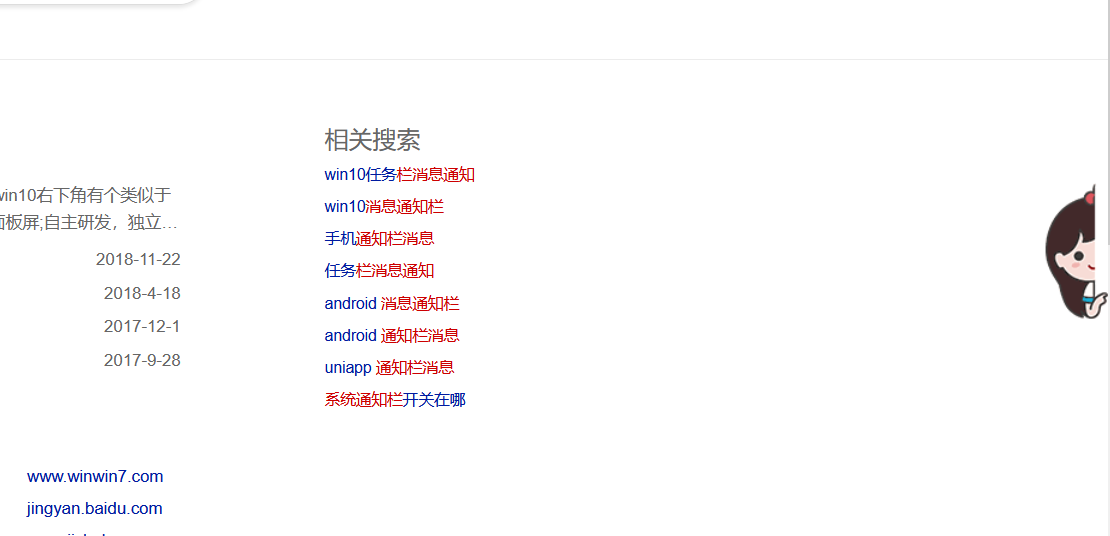 win10右下角有个类似于
面板屏;自主研发，独立…
2018-11-22
2018-4-18
2017-12-1
2017-9-28
www.winwin7.com
jingyan.baidu.com
相关搜索
win10任务栏消息通知
win10消息通知栏
手机通知栏消息
任务栏消息通知
android 消息通知栏
android 通知栏消息
uniapp 通知栏消息
系统通知栏开关在哪